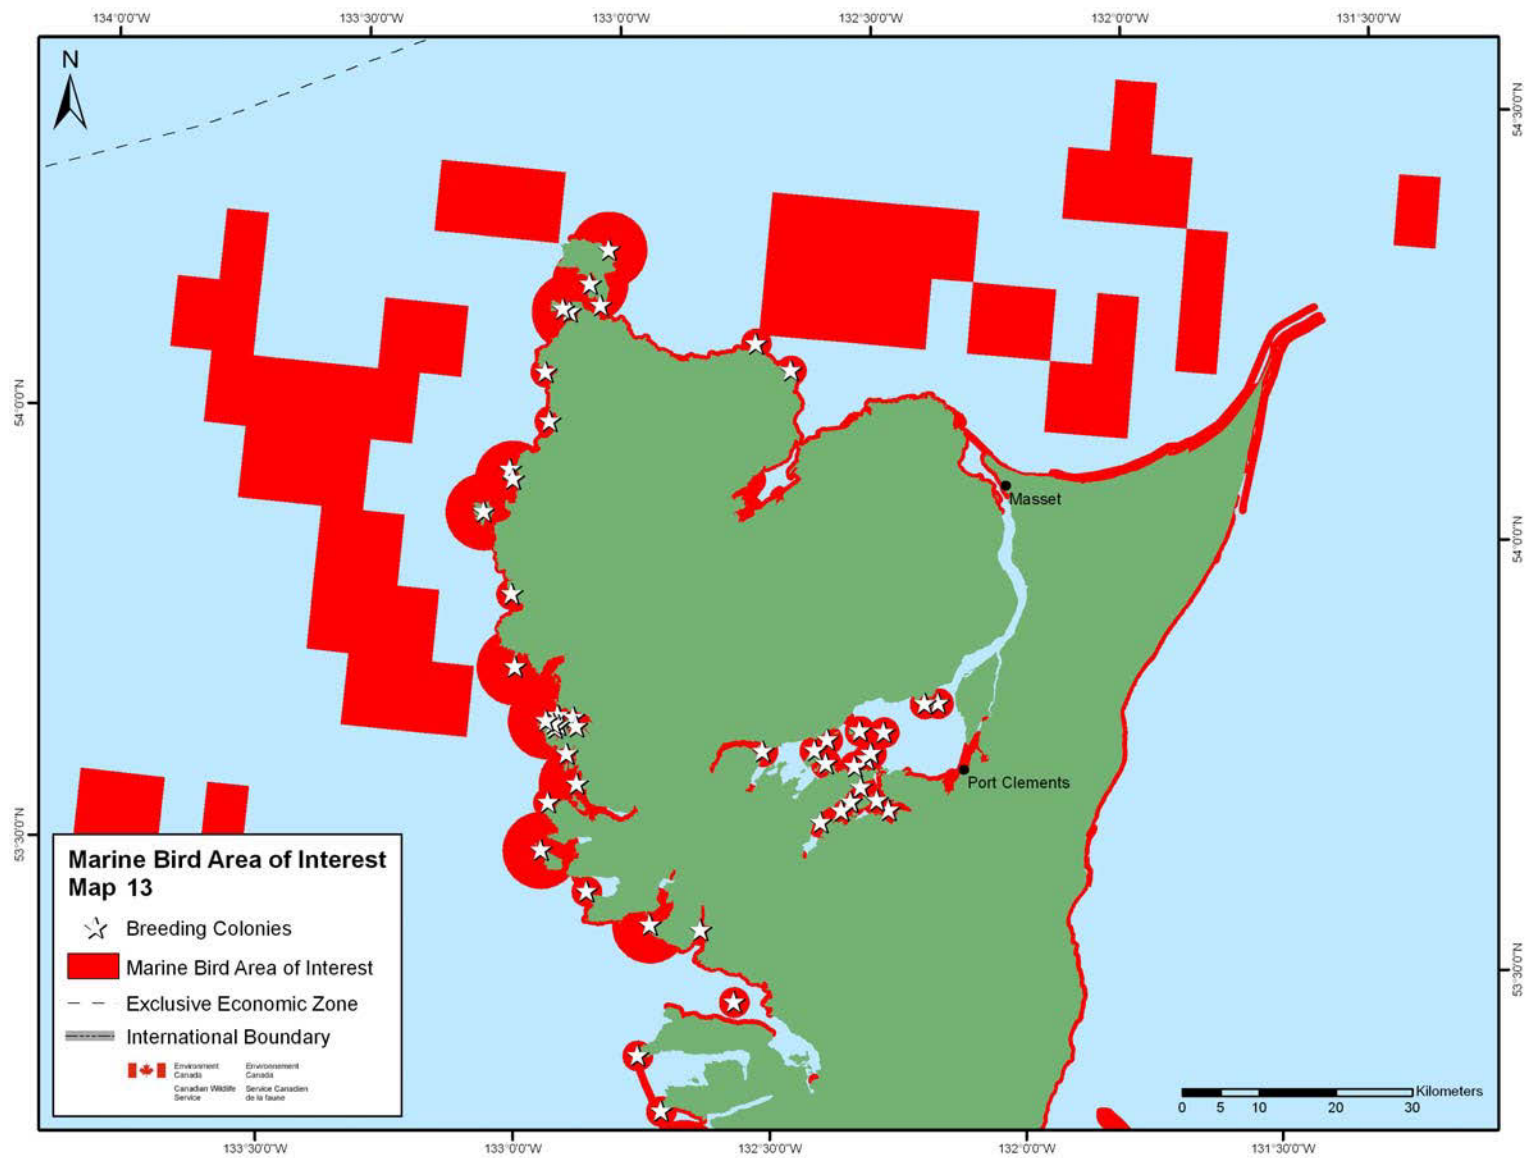 134°0'0"W 133°30'0"W 133°0'0"W 132°30'0"W 132°0'0"W 131°30'0"W
N
54°30'0"N
54°0'0"N
Masset
54°0'0"N
Port Clements
53°30'0"N
Marine Bird Area of Interest
Map 13
Breeding Colonies
Marine Bird Area of Interest
Exclusive Economic Zone
International Boundary
Environment Environnement
Canada Canada
Canadian Wildlife Service Canadien
Service de la faune
53°30'0"N
Kilometers
0 5 10 20 30
133°30'0"W 133°0'0"W 132°30'0"W 132°0'0"W 131°30'0"W